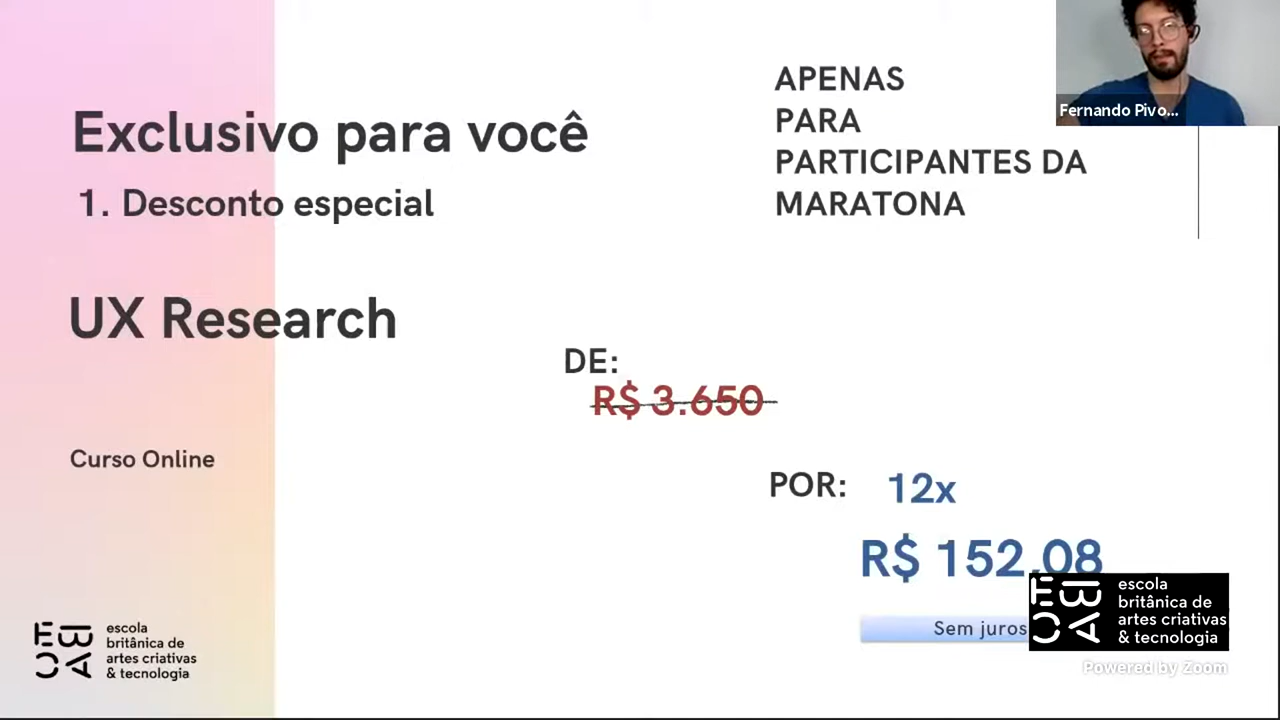 Exclusivo para você
1. Desconto especial
APENAS
PARA
PARTICIPANTES DA
MARATONA
Fernando Pivo...
UX Research
DE:
R$ 3.650
Curso Online
POR: 12x
R$ 152,08
Sem juros
escola
britânica de
artes criativas
& tecnologia
EBAC
escola
britânica de
artes criativas
& tecnologia
EBAC
Powered by Zoom